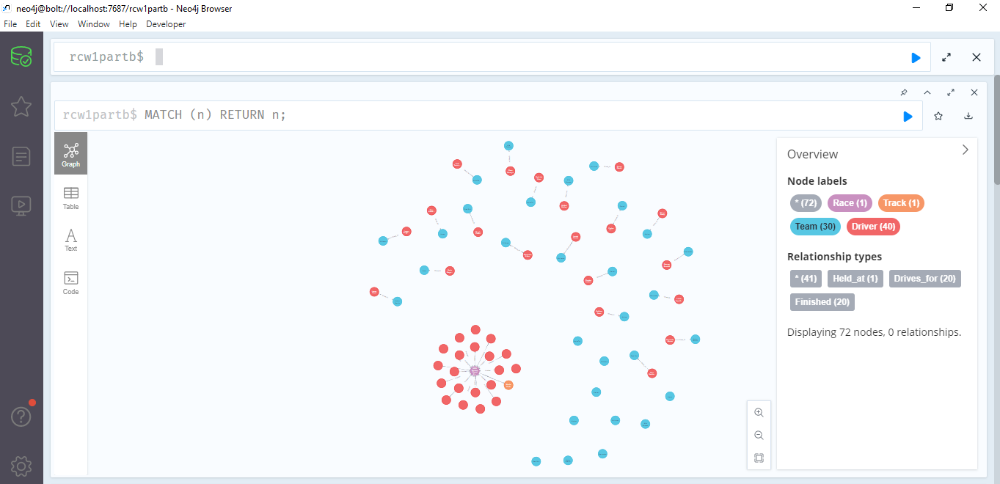 neo4j@bolt://localhost:7687/rcw1partb - Neo4j Browser
File Edit View Window Help Developer
rcw1partb$
rcw1partb$ MATCH (n) RETURN n;
Graph
Table
Text
Code
Overview
Node labels
* (72) Race (1) Track (1)
Team (30) Driver (40)
Relationship types
* (41) Held_at (1) Drives_for (20)
Finished (20)
Displaying 72 nodes, 0 relationships.